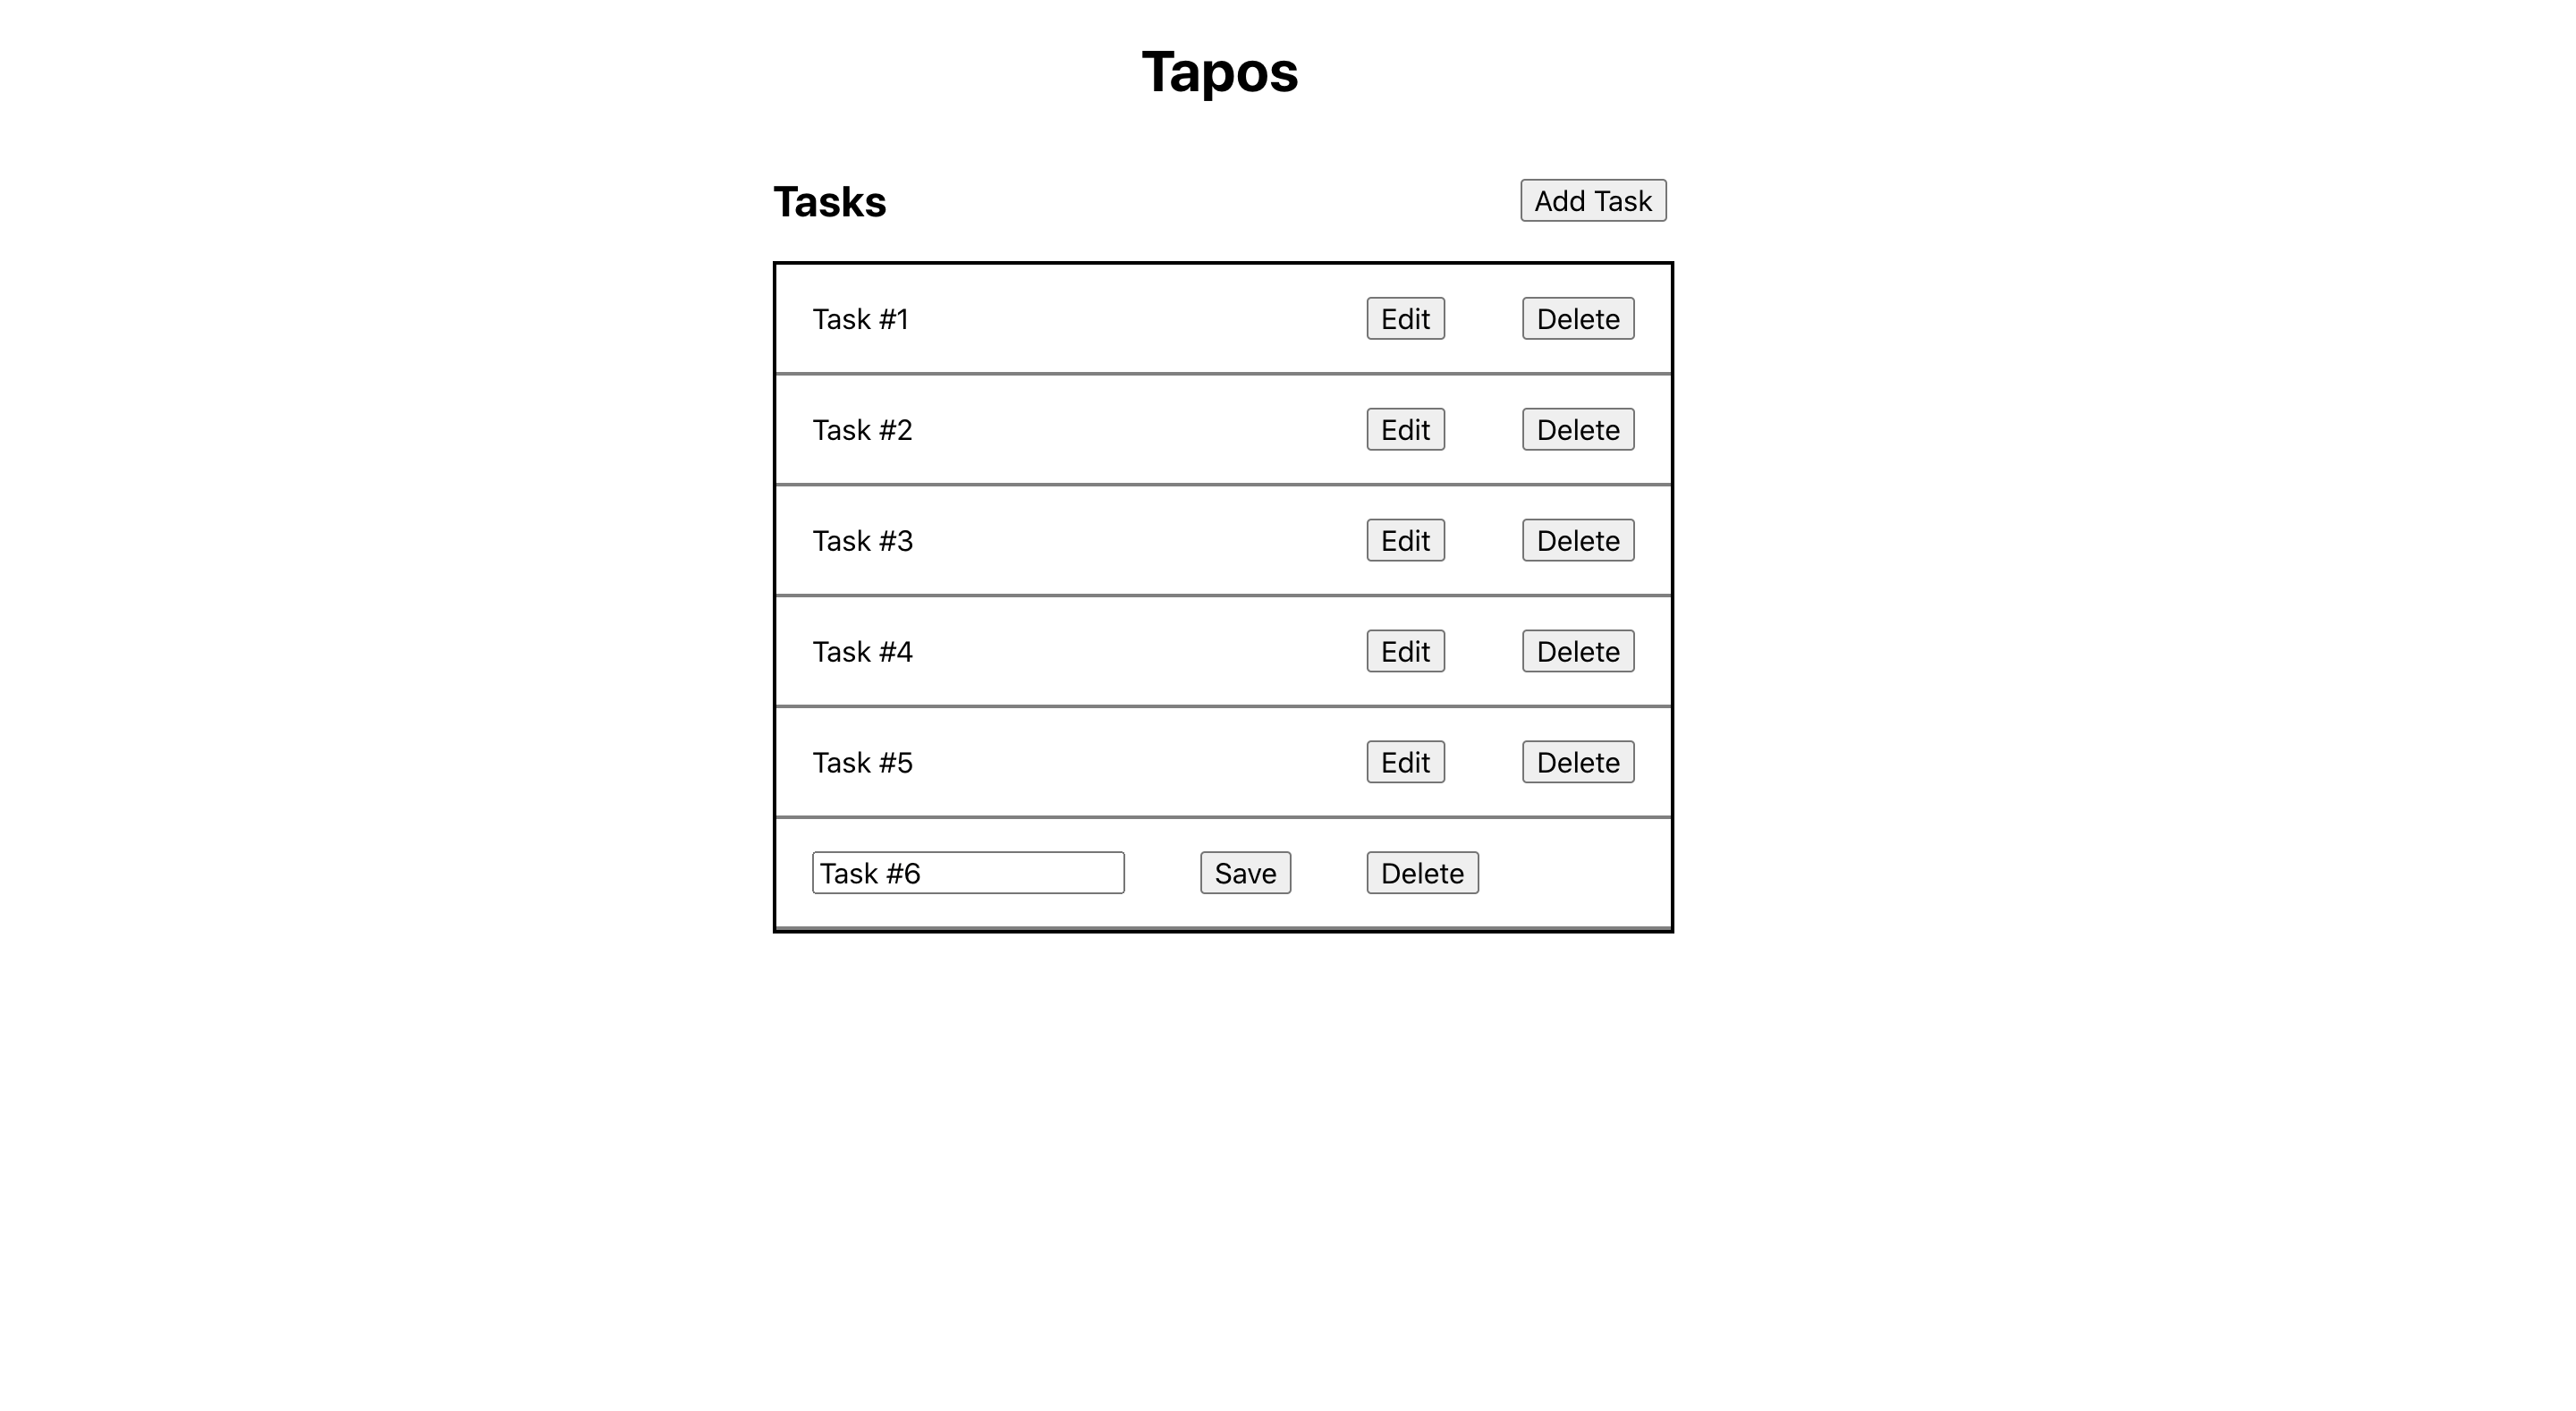 Tapos
Tasks Add Task
Task #1 Edit Delete
Task #2 Edit Delete
Task #3 Edit Delete
Task #4 Edit Delete
Task #5 Edit Delete
Task #6 Save Delete